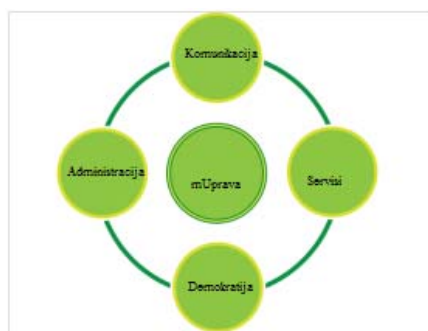 Komunikacija
Administracija
mUprava
Servisi
Demokratija